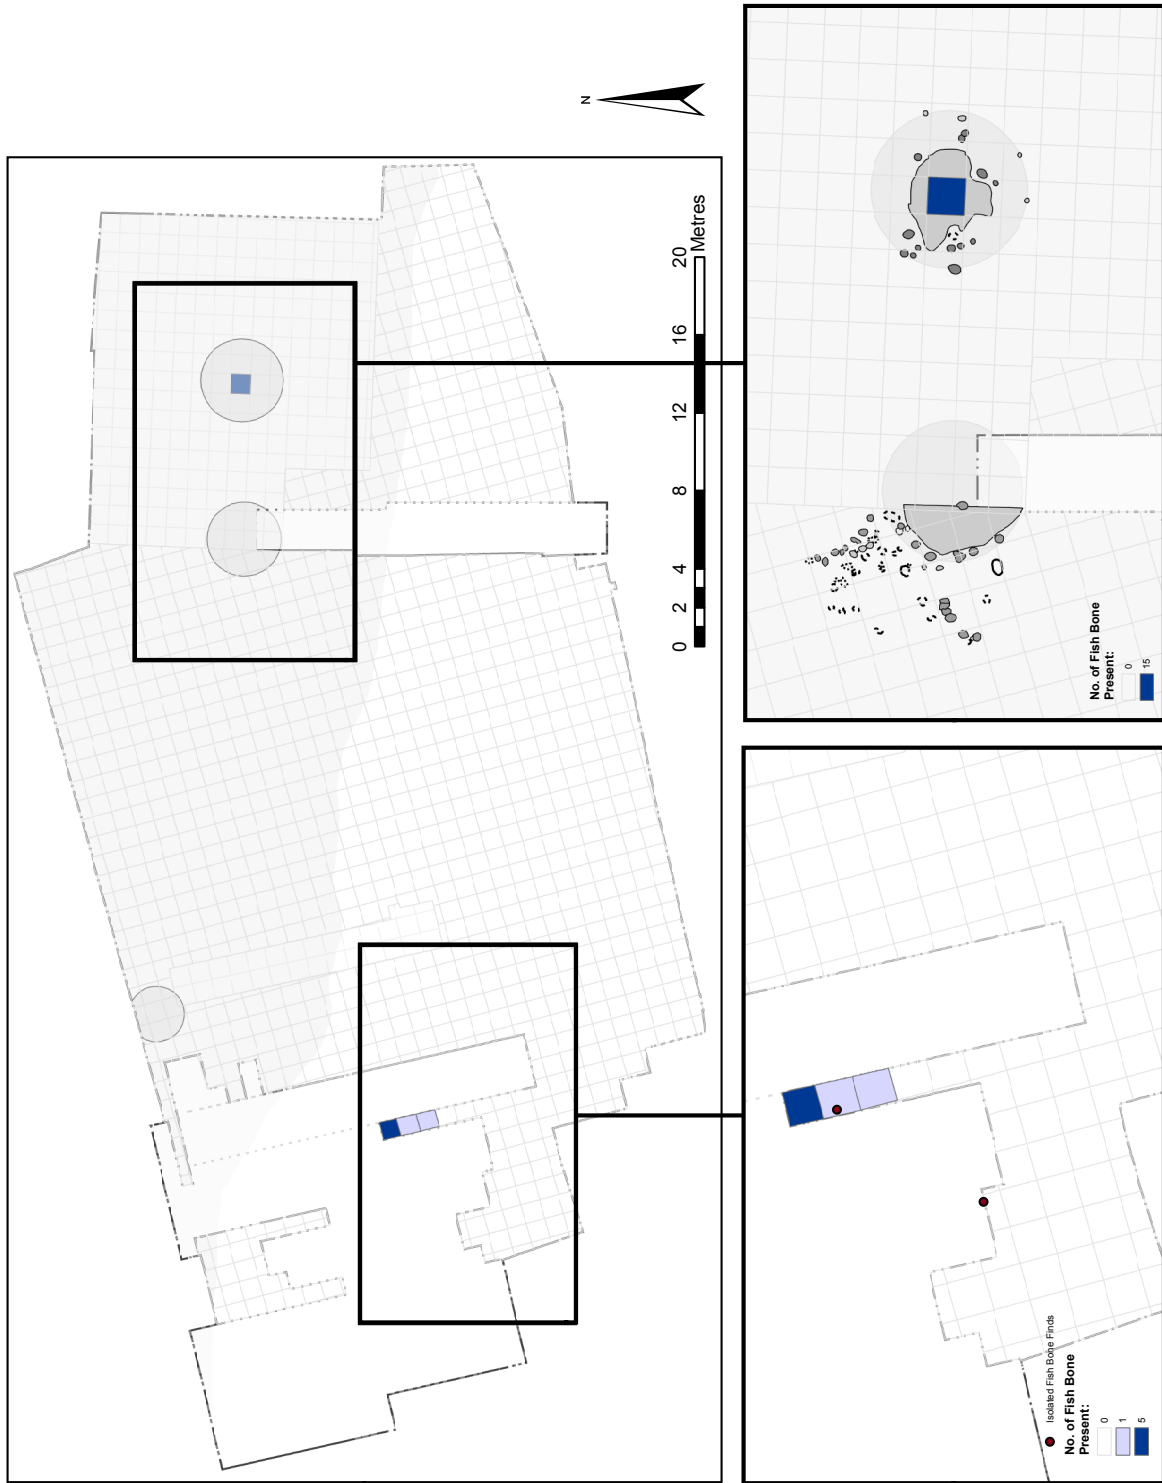 N
0 2 4 8 12 16 20
Metres
No. of Fish Bone
Present:
0
15
Isolated Fish Bone Finds
No. of Fish Bone
Present:
0
1
5